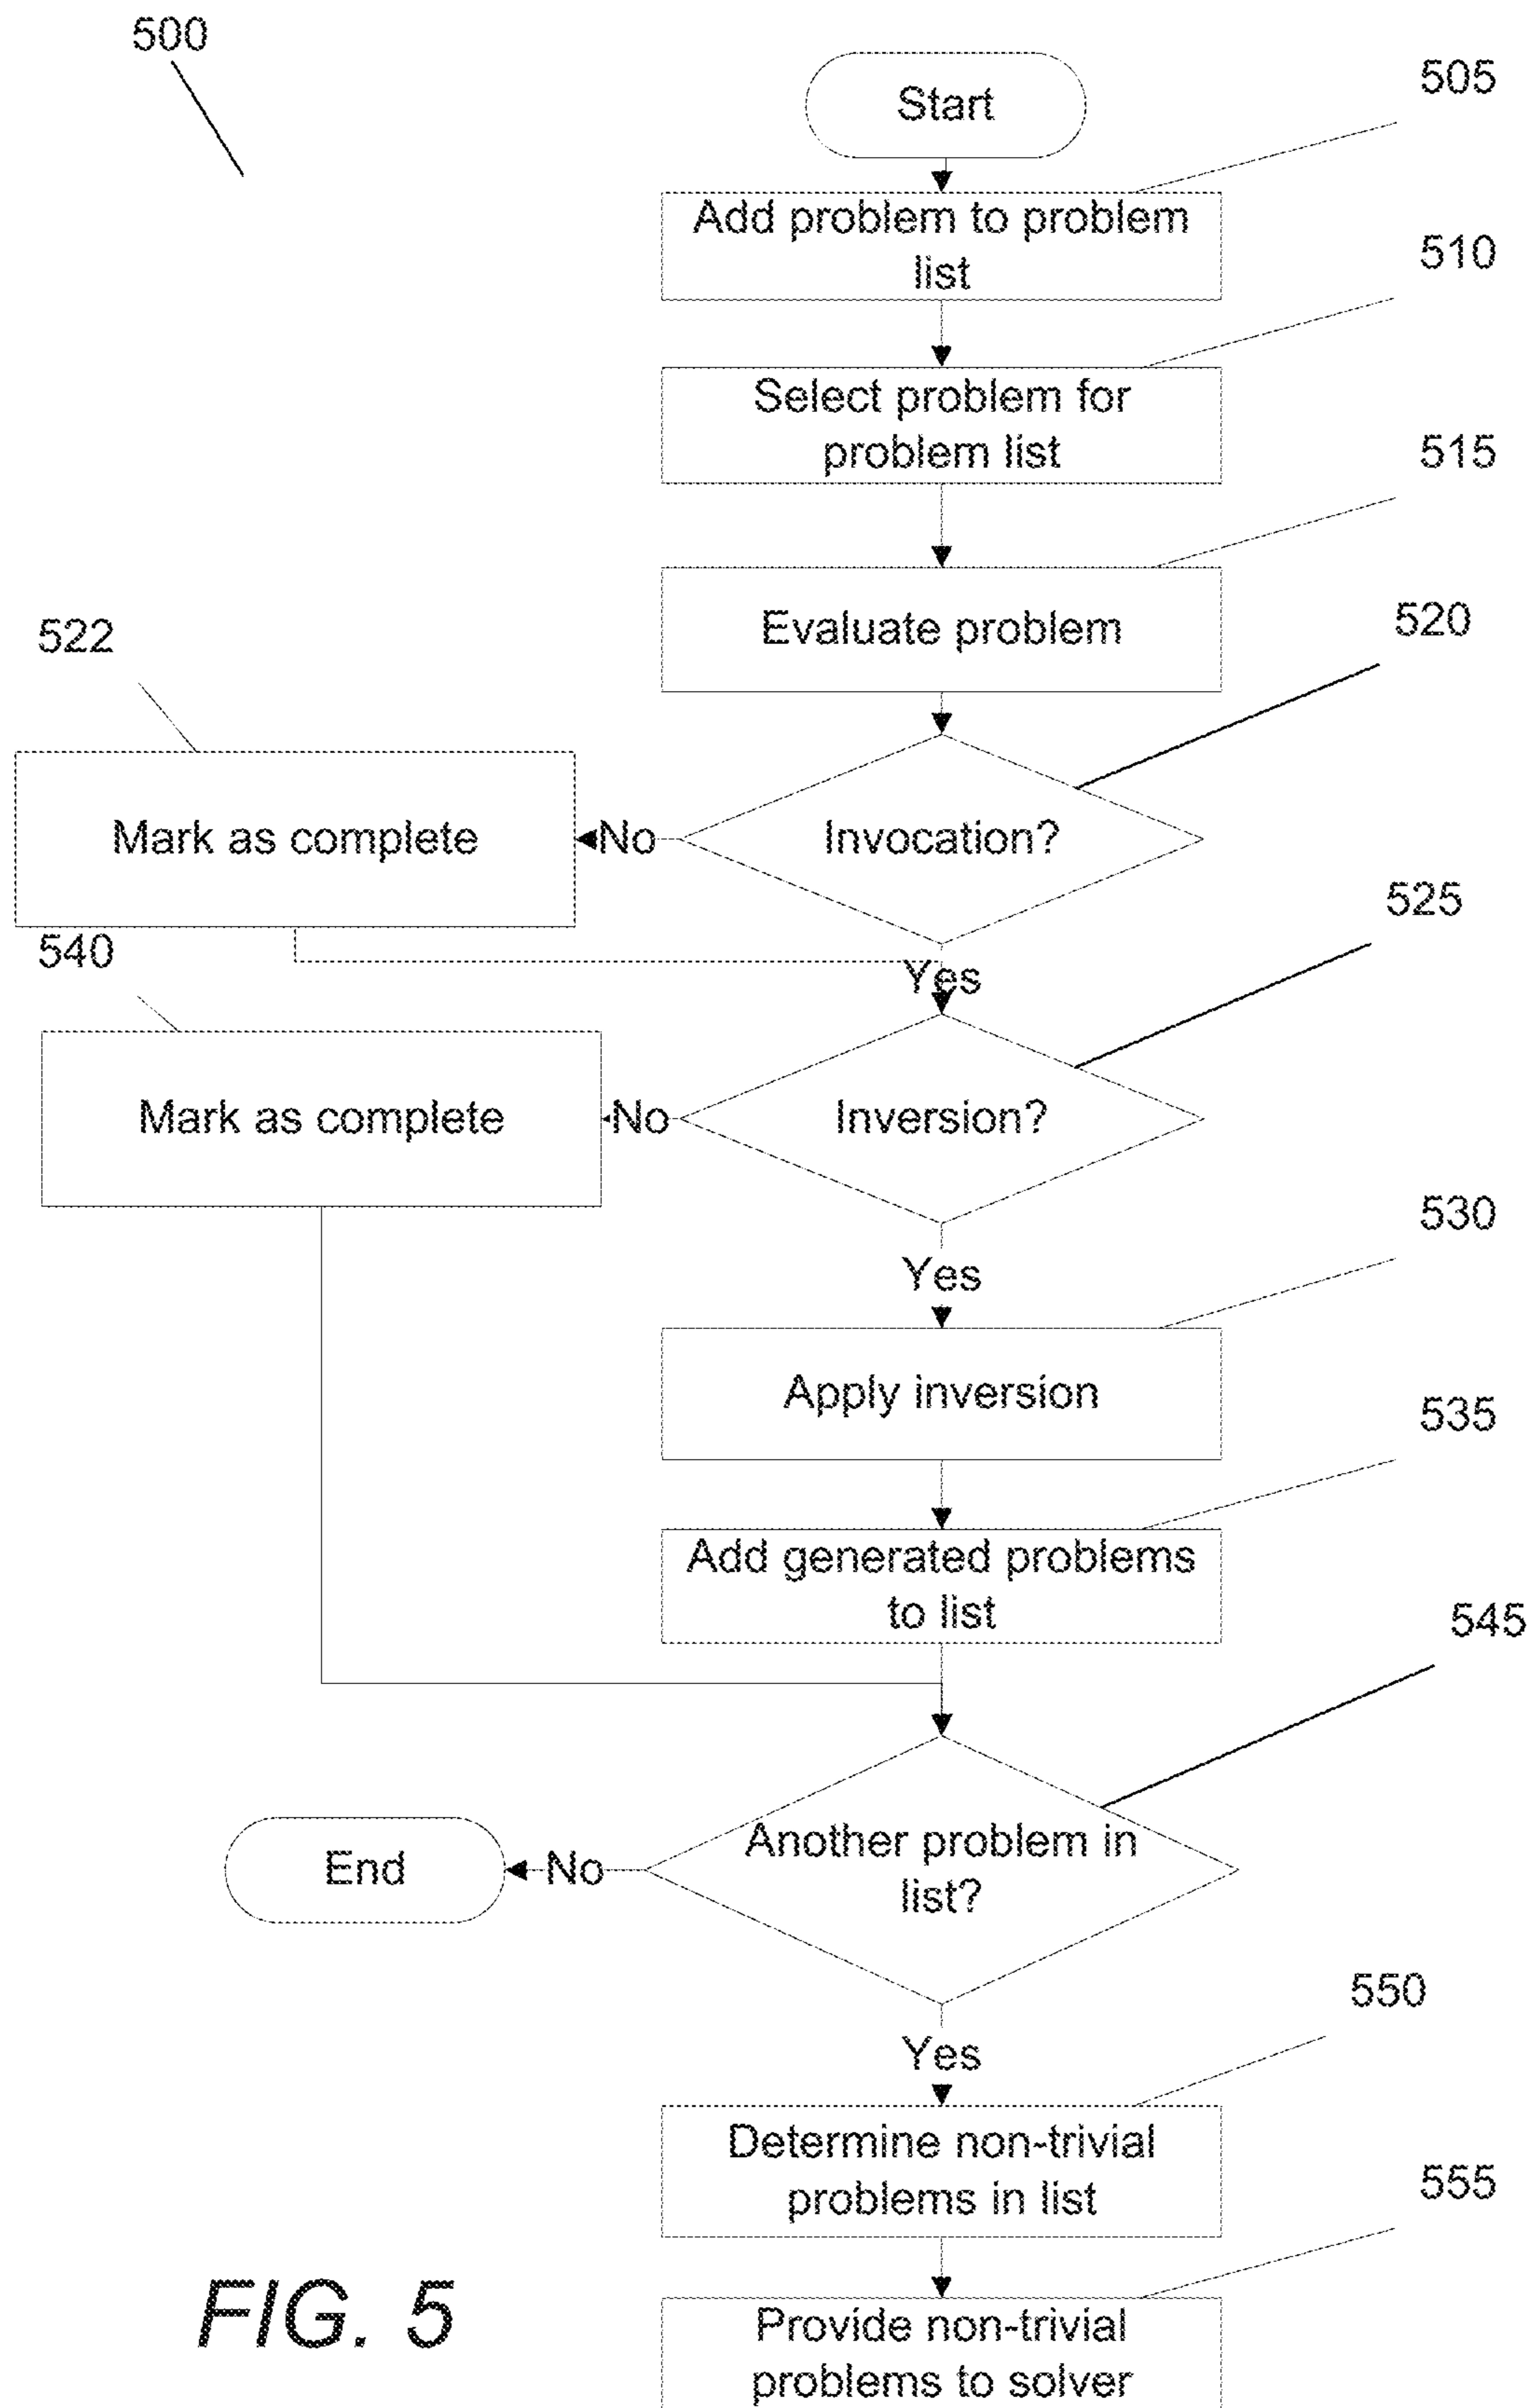 500
Start
505
Add problem to problem
list
510
Select problem for
problem list
515
Evaluate problem
520
522
Mark as complete
No
Invocation?
525
540
Yes
Mark as complete
No
Inversion?
530
Yes
Apply inversion
535
Add generated problems
to list
545
End
No
Another problem in
list?
550
Yes
Determine non-trivial
problems in list
555
Provide non-trivial
problems to solver
FIG. 5